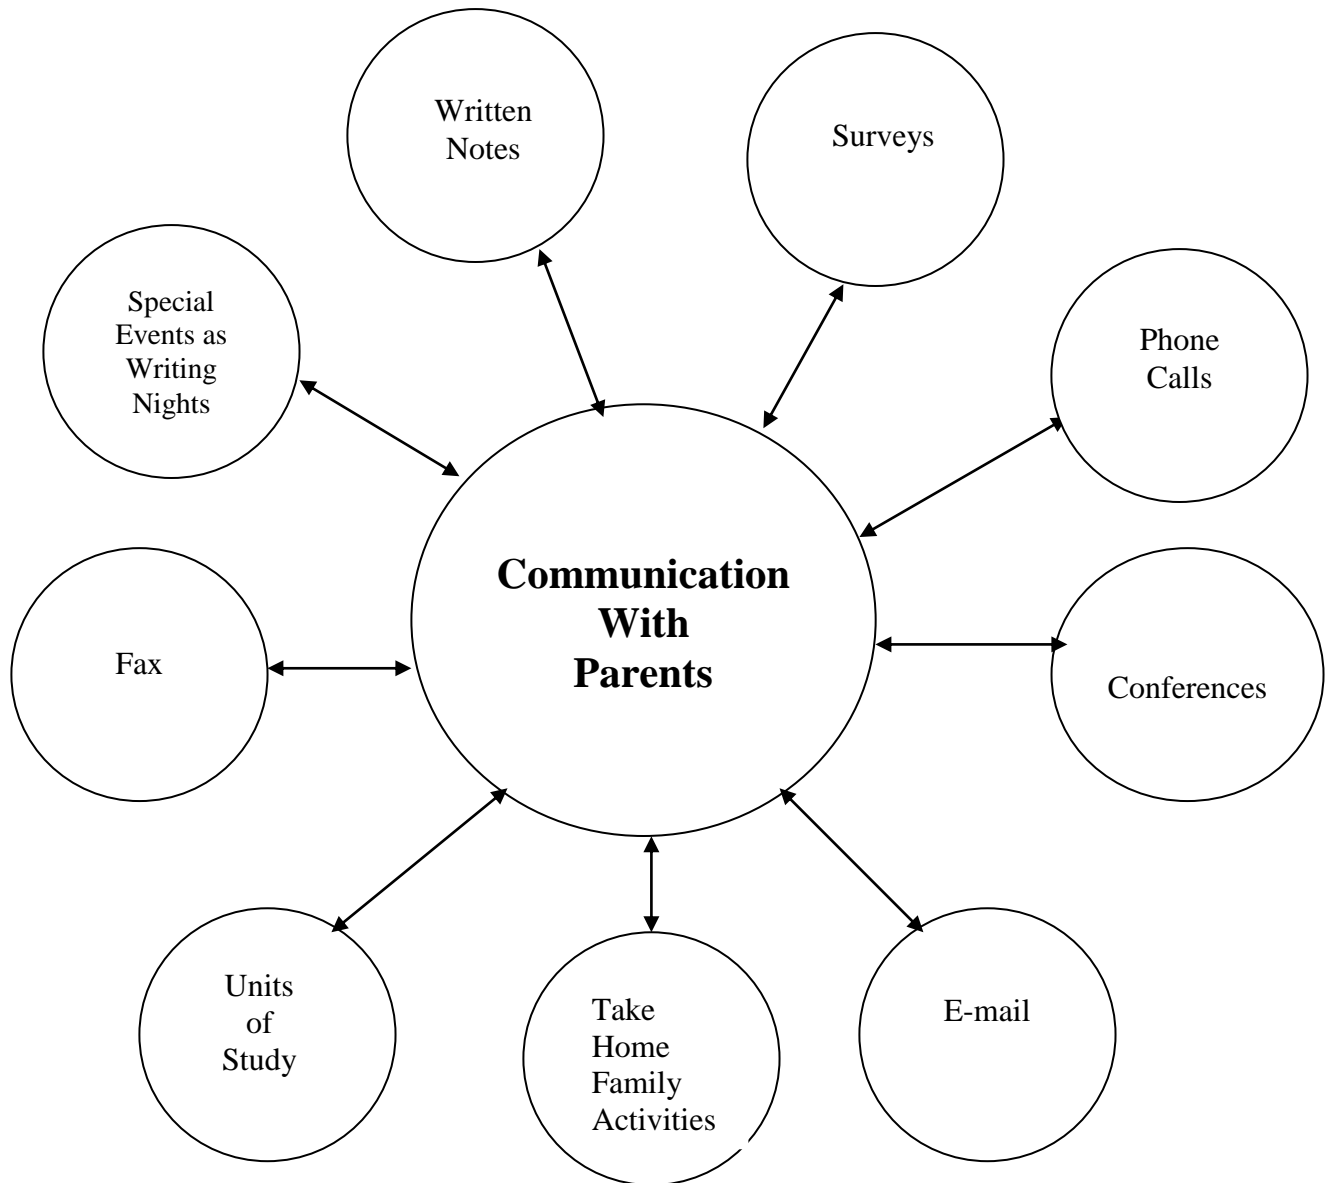 Written
Notes
Surveys
Special
Events as
Writing
Nights
Phone
Calls
Communication
With
Parents
Fax
Conferences
Units
of
Study
Take
Home
Family
Activities
E-mail